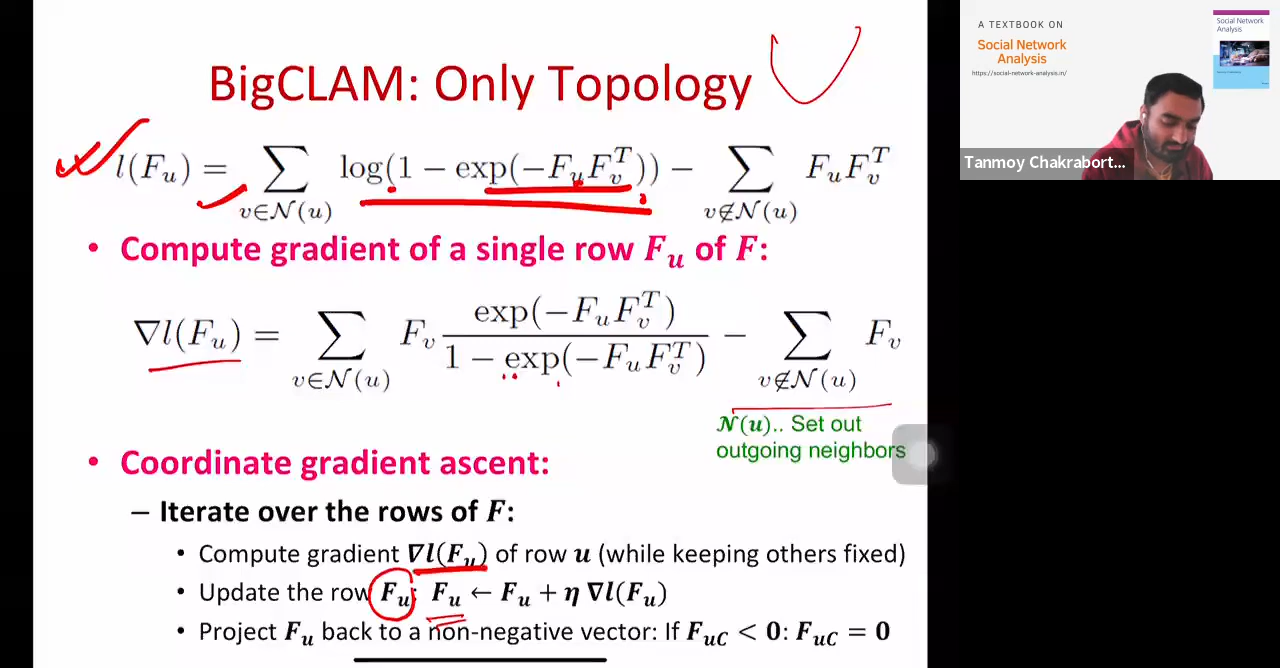 BigCLAM: Only Topology
l(F_u) = ∑_{v∈𝒩(u)} log(1 − exp(−F_u F_v^T)) − ∑_{v∉𝒩(u)} F_u F_v^T
• Compute gradient of a single row F_u of F:
∇l(F_u) = ∑_{v∈𝒩(u)} F_v exp(−F_u F_v^T) / (1 − exp(−F_u F_v^T)) − ∑_{v∉𝒩(u)} F_v
𝒩(u).. Set out
outgoing neighbors
• Coordinate gradient ascent:
– Iterate over the rows of F:
• Compute gradient ∇l(F_u) of row u (while keeping others fixed)
• Update the row F_u: F_u ← F_u + η ∇l(F_u)
• Project F_u back to a non-negative vector: If F_uC < 0: F_uC = 0
A TEXTBOOK ON
Social Network
Analysis
https://social-network-analysis.in/
Social Network
Analysis
Tanmoy Chakrabort...